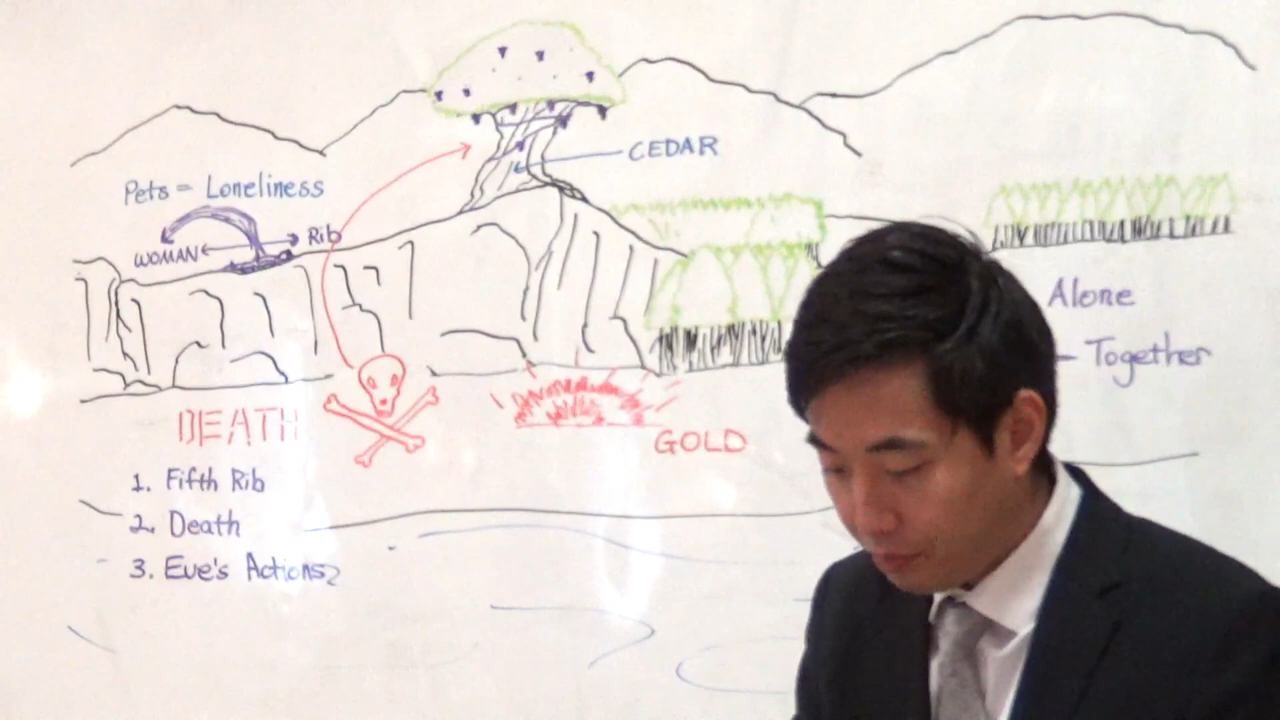 CEDAR
Pets = Loneliness
Rib
WOMAN
Alone
- Together
DEATH
GOLD
1. Fifth Rib
2. Death
3. Eve's Actions